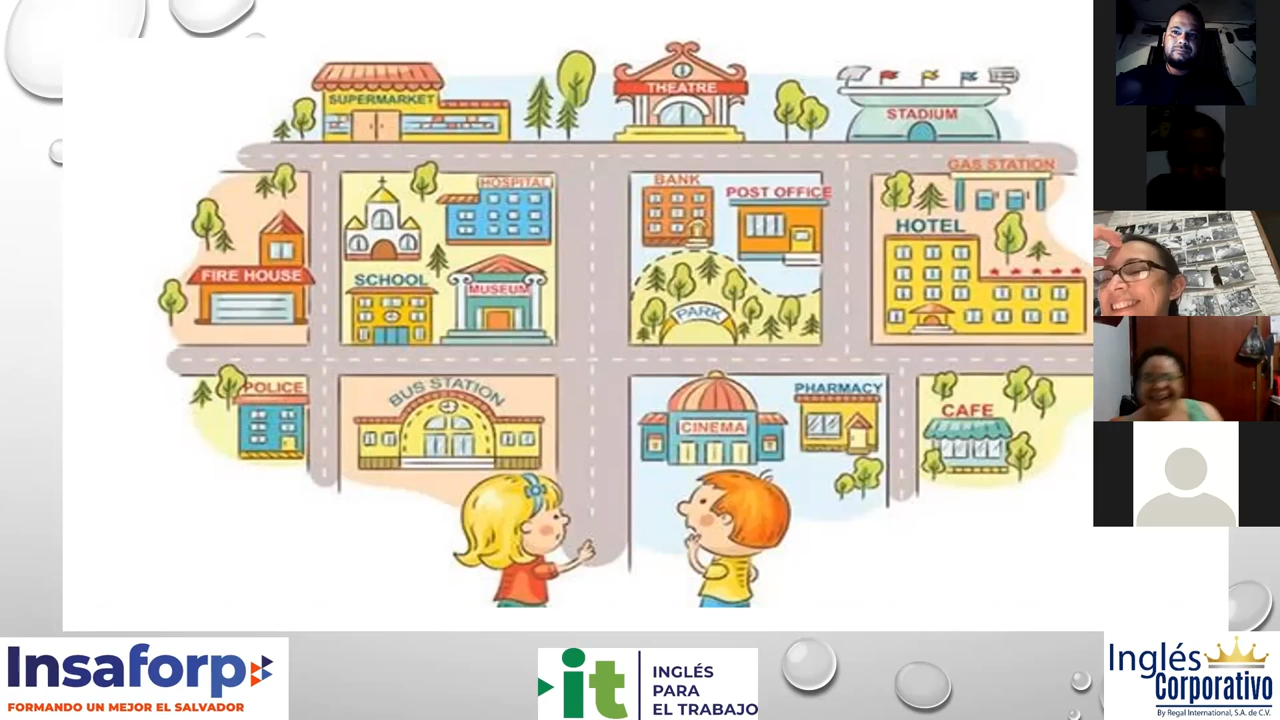 SUPERMARKET
THEATRE
STADIUM
GAS STATION
HOSPITAL
BANK
POST OFFICE
HOTEL
FIRE HOUSE
SCHOOL
MUSEUM
PARK
POLICE
BUS STATION
CINEMA
PHARMACY
CAFE
Insaforp
FORMANDO UN MEJOR EL SALVADOR
it
INGLÉS
PARA
EL TRABAJO
Inglés
Corporativo
By Regal International, S.A. de C.V.